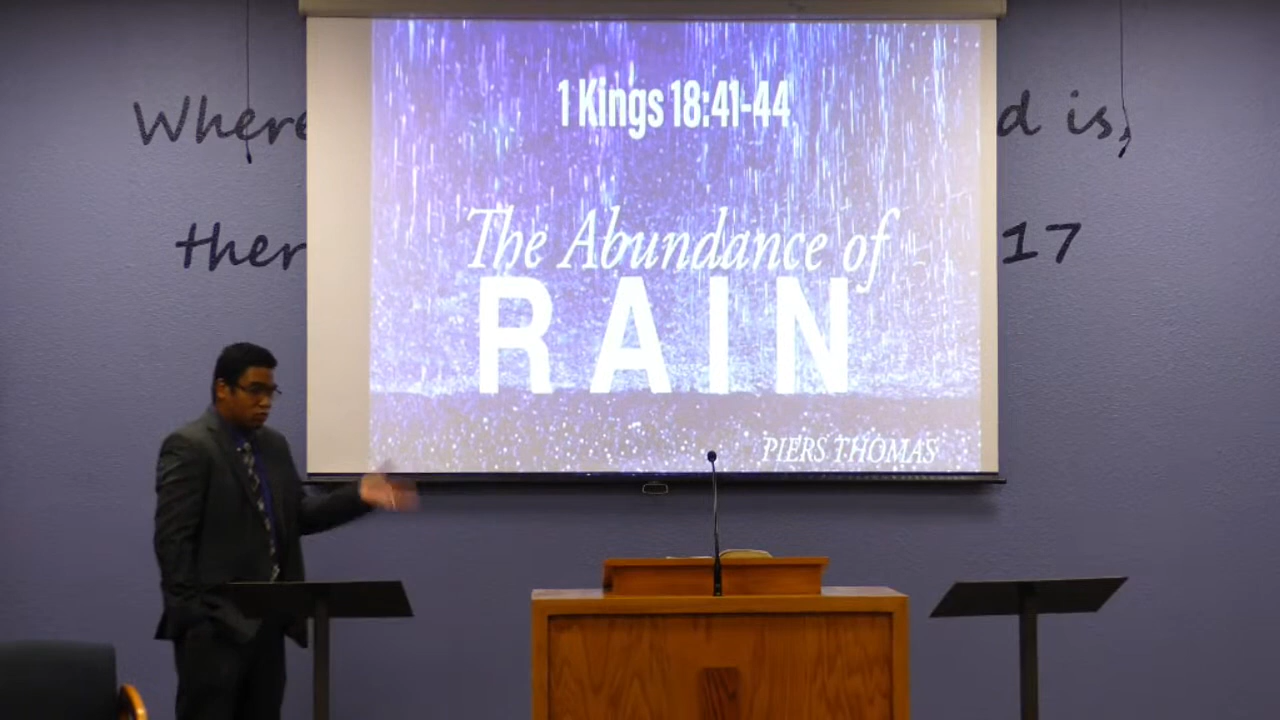 1 Kings 18:41-44
Where d is,
The Abundance of
ther 17
RAIN
PIERS THOMAS